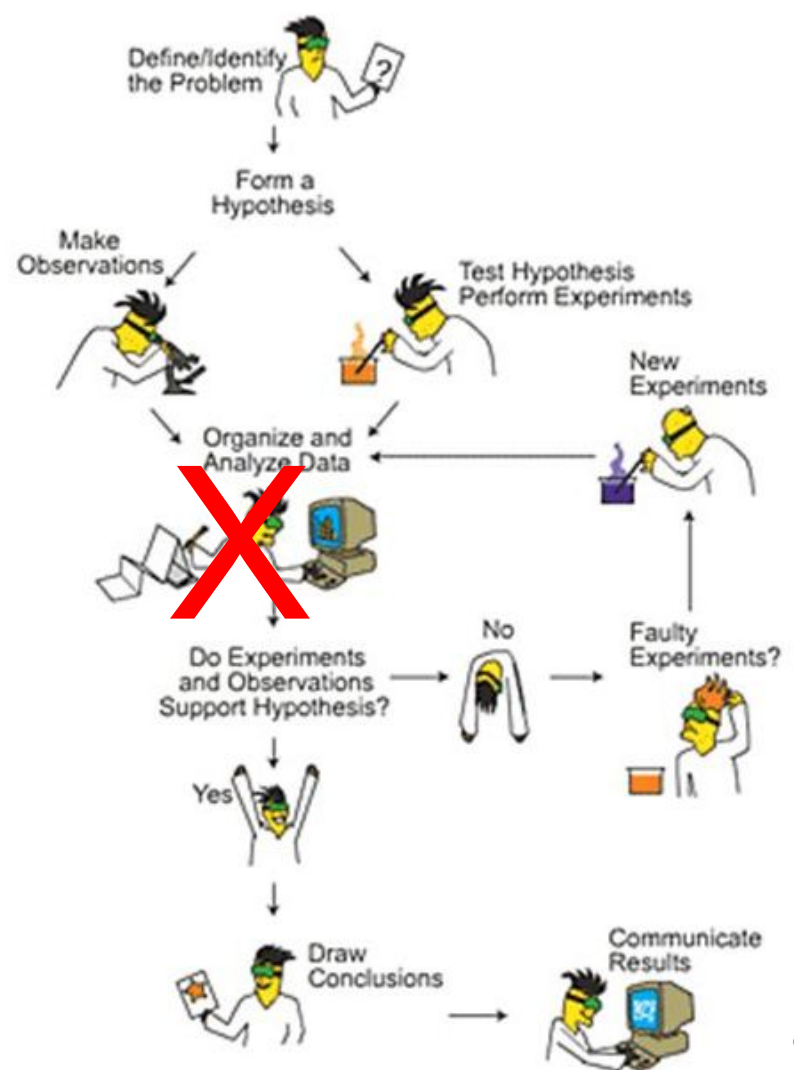 Define/Identify
the Problem
?
Form a
Hypothesis
Make
Observations
Test Hypothesis
Perform Experiments
New
Experiments
Organize and
Analyze Data
X
Do Experiments
and Observations
Support Hypothesis?
No
Faulty
Experiments?
Yes
Draw
Conclusions
Communicate
Results